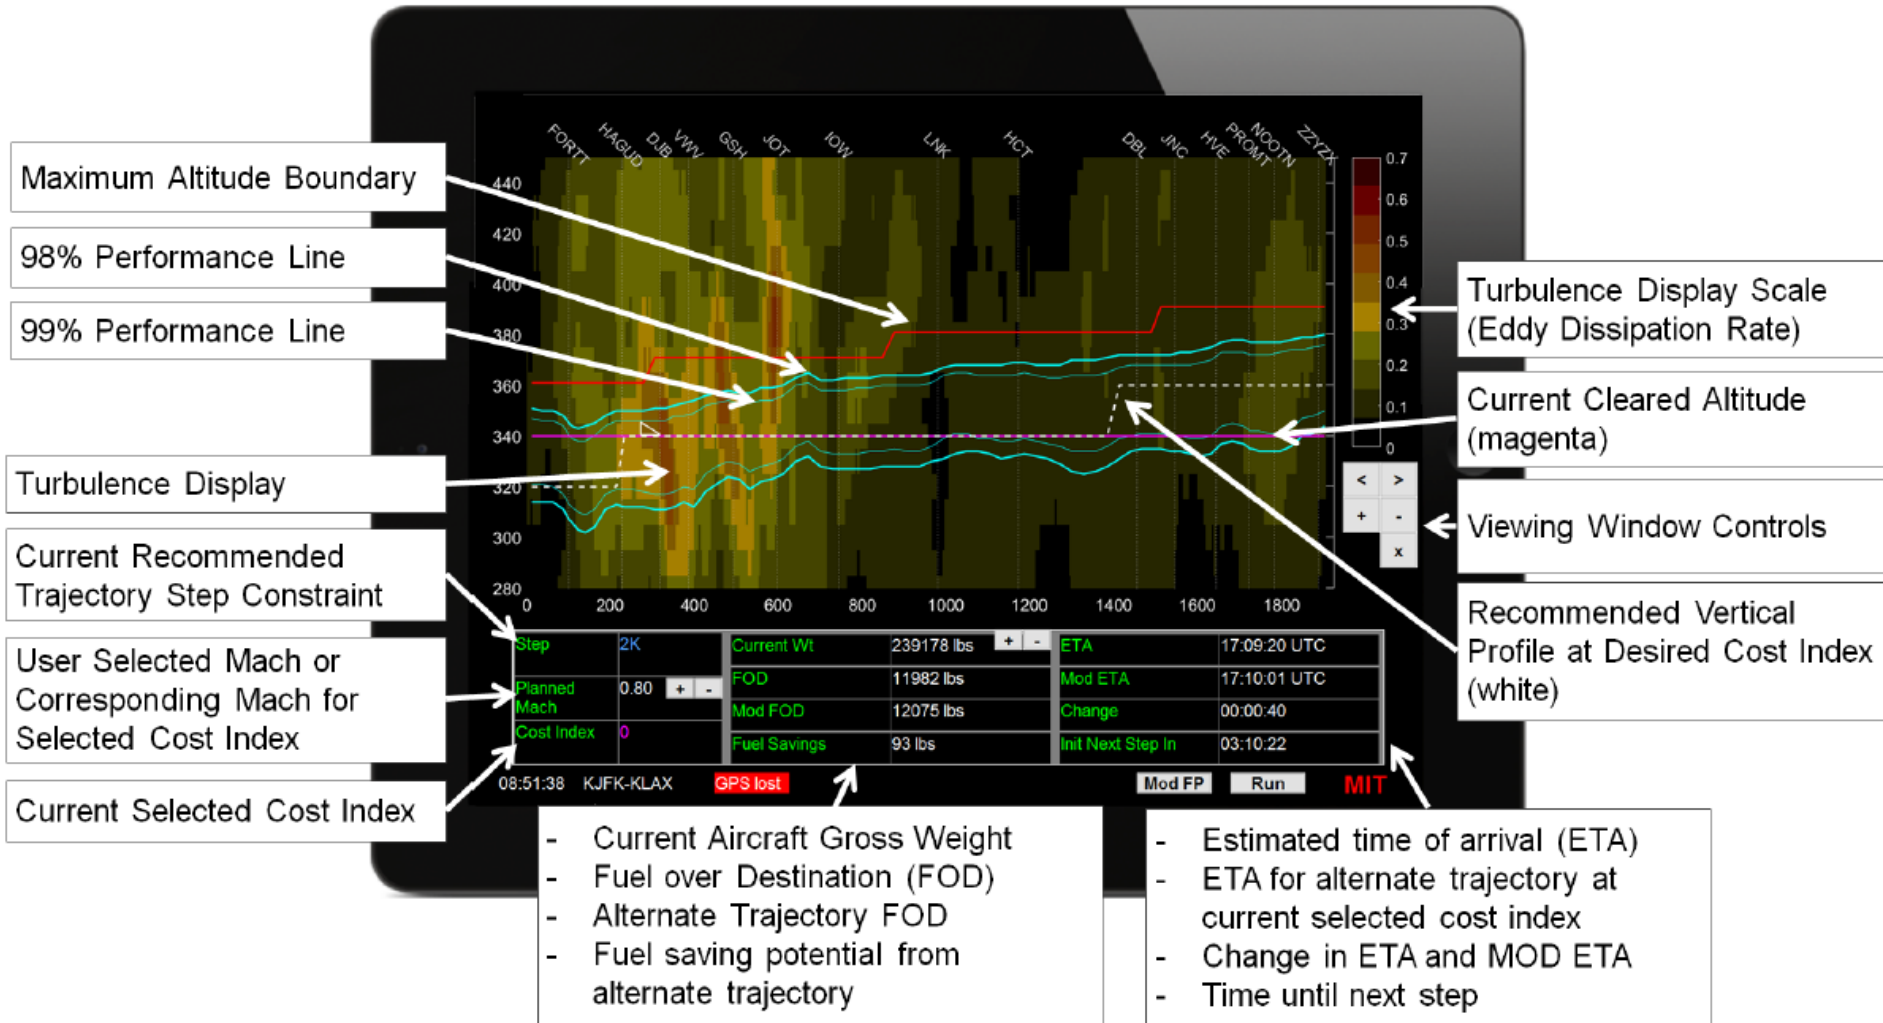 Maximum Altitude Boundary
98% Performance Line
99% Performance Line
Turbulence Display
Current Recommended
Trajectory Step Constraint
User Selected Mach or
Corresponding Mach for
Selected Cost Index
Current Selected Cost Index
FORTT HAGUD DJB VWV GSH JOT IOW LNK HCT DBL JNC HVE PROMT NOOTN ZZYZX
440
420
400
380
360
340
320
300
280
0 200 400 600 800 1000 1200 1400 1600 1800
0.7
0.6
0.5
0.4
0.3
0.2
0.1
0
< >
+ -
x
Turbulence Display Scale
(Eddy Dissipation Rate)
Current Cleared Altitude
(magenta)
Viewing Window Controls
Recommended Vertical
Profile at Desired Cost Index
(white)
Step 2K
Planned
Mach 0.80 + -
Cost Index 0
Current Wt 239178 lbs + -
FOD 11982 lbs
Mod FOD 12075 lbs
Fuel Savings 93 lbs
ETA 17:09:20 UTC
Mod ETA 17:10:01 UTC
Change 00:00:40
Init Next Step In 03:10:22
08:51:38 KJFK-KLAX GPS lost Mod FP Run MIT
- Current Aircraft Gross Weight
- Fuel over Destination (FOD)
- Alternate Trajectory FOD
- Fuel saving potential from
alternate trajectory
- Estimated time of arrival (ETA)
- ETA for alternate trajectory at
current selected cost index
- Change in ETA and MOD ETA
- Time until next step